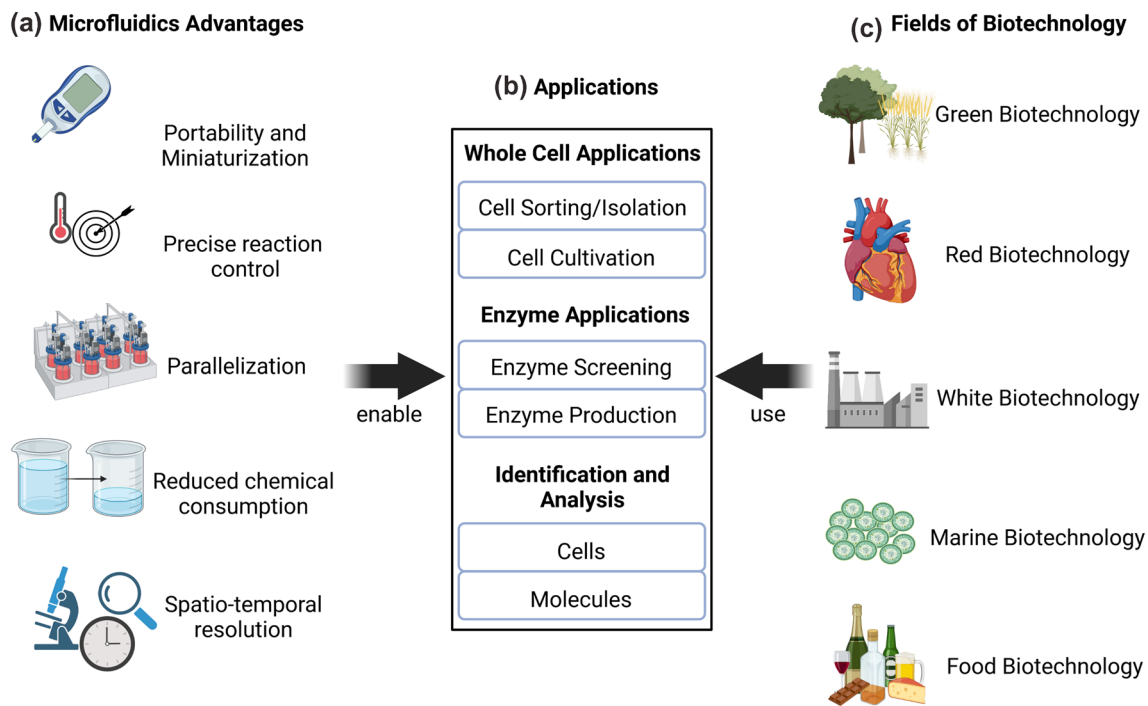 (a) Microfluidics Advantages
Portability and
Miniaturization
Precise reaction
control
Parallelization
Reduced chemical
consumption
Spatio-temporal
resolution
enable
(b) Applications
Whole Cell Applications
Cell Sorting/Isolation
Cell Cultivation
Enzyme Applications
Enzyme Screening
Enzyme Production
Identification and
Analysis
Cells
Molecules
use
(c) Fields of Biotechnology
Green Biotechnology
Red Biotechnology
White Biotechnology
Marine Biotechnology
Food Biotechnology